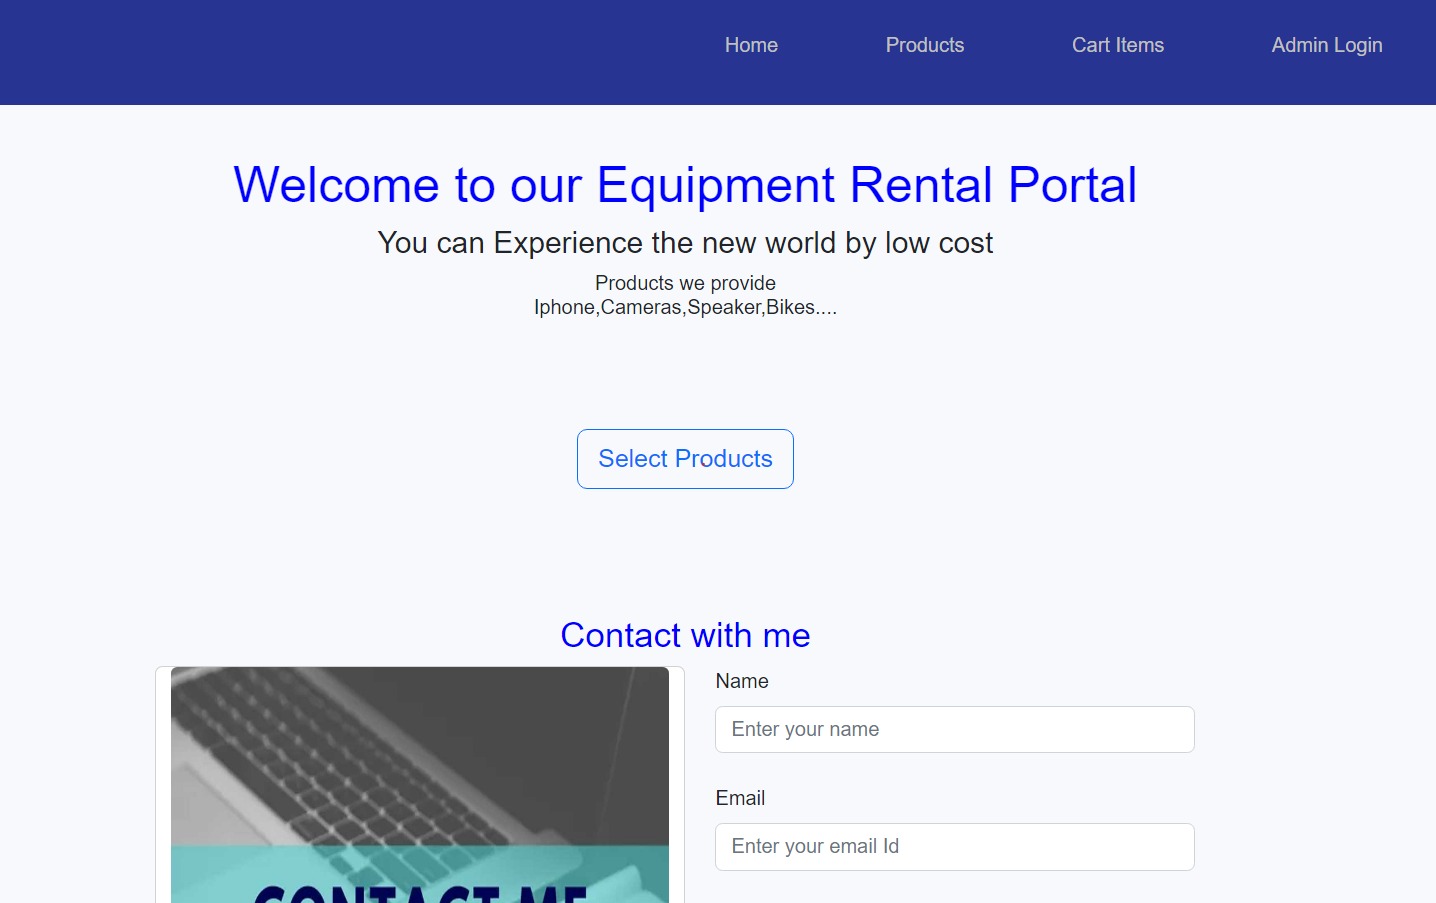 Home Products Cart Items Admin Login
Welcome to our Equipment Rental Portal
You can Experience the new world by low cost
Products we provide
Iphone,Cameras,Speaker,Bikes....
Select Products
Contact with me
Name
Enter your name
Email
Enter your email Id
CONTACT ME